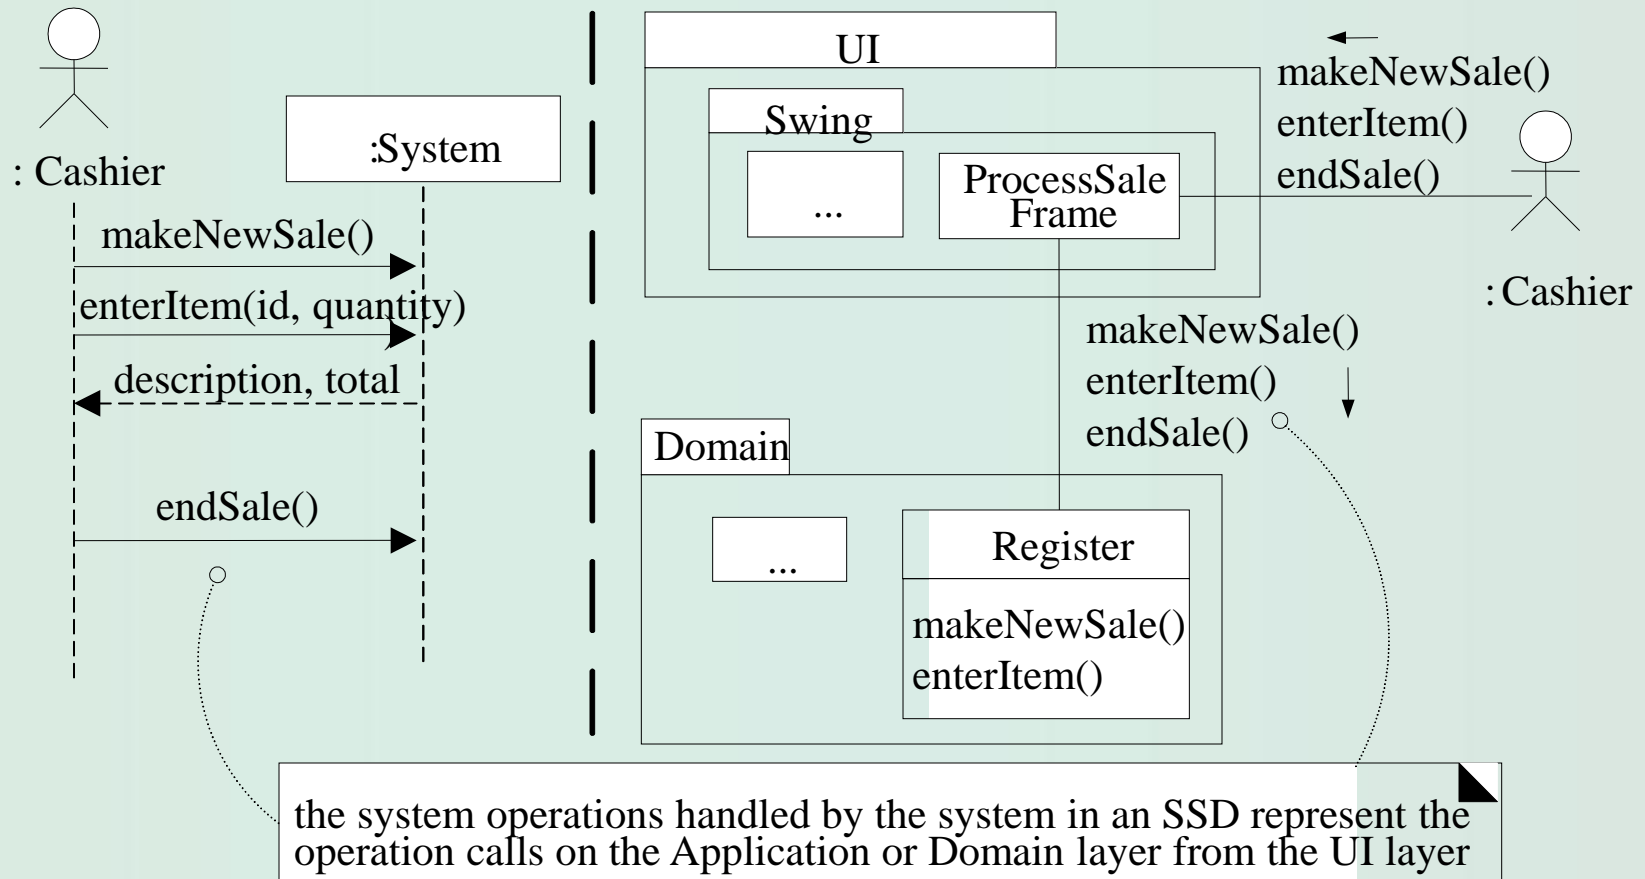 : Cashier
:System
makeNewSale()
enterItem(id, quantity)
)
description, total
endSale()
UI
Swing
...
ProcessSale
Frame
makeNewSale()
enterItem()
endSale()
: Cashier
makeNewSale()
enterItem()
endSale()
Domain
...
Register
makeNewSale()
enterItem()
the system operations handled by the system in an SSD represent the
operation calls on the Application or Domain layer from the UI layer